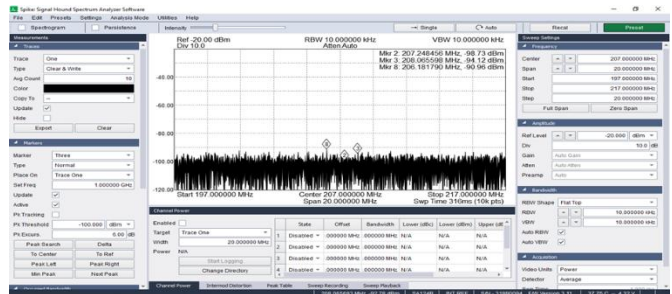 Spike: Signal Hound Spectrum Analyzer Software
File Edit Presets Settings Analysis Mode Utilities Help
Spectrogram Persistence Intensity Single Auto Recal Preset
Measurements
Traces
Trace One
Type Clear & Write
Avg Count 10
Color
Copy To --
Update
Hide
Export Clear
Markers
Marker Three
Type Normal
Place On Trace One
Set Freq 1.000000 GHz
Update
Active
Pk Tracking
Pk Threshold -100.000 dBm
Pk Excurs. 0.00 dB
Peak Search Delta
To Center To Ref
Peak Left Peak Right
Min Peak Next Peak
Ref -20.00 dBm RBW 10.000000 kHz VBW 10.000000 kHz
Div 10.0 Atten Auto
Mkr 2: 207.248456 MHz, -98.73 dBm
Mkr 3: 208.065598 MHz, -94.12 dBm
Mkr 8: 206.181790 MHz, -90.96 dBm
-40.00
-60.00
-80.00
-100.00
-120.00
Start 197.000000 MHz Center 207.000000 MHz Stop 217.000000 MHz
Span 20.000000 MHz Swp Time 316ms (10k pts)
Channel Power
Enabled
Target Trace One
Width 20.000000 MHz
Power N/A
Start Logging
Change Directory
State Offset Bandwidth Lower (dBc) Lower (dBm) Upper (dB
1 Disabled .000000 MHz .000000 MHz N/A N/A N/A
2 Disabled .000000 MHz .000000 MHz N/A N/A N/A
3 Disabled .000000 MHz .000000 MHz N/A N/A N/A
4 Disabled .000000 MHz .000000 MHz N/A N/A N/A
Channel Power Intermod Distortion Peak Table Sweep Recording Sweep Playback
Sweep Settings
Frequency
Center 207.000000 MHz
Span 20.000000 MHz
Start 197.000000 MHz
Stop 217.000000 MHz
Step 20.000000 MHz
Full Span Zero Span
Amplitude
Ref Level -20.000 dBm
Div 10.0 dB
Gain Auto Gain
Atten Auto Atten
Preamp Auto
Bandwidth
RBW Shape Flat Top
RBW 10.000000 kHz
VBW 10.000000 kHz
Auto RBW
Auto VBW
Acquisition
Video Units Power
Detector Average